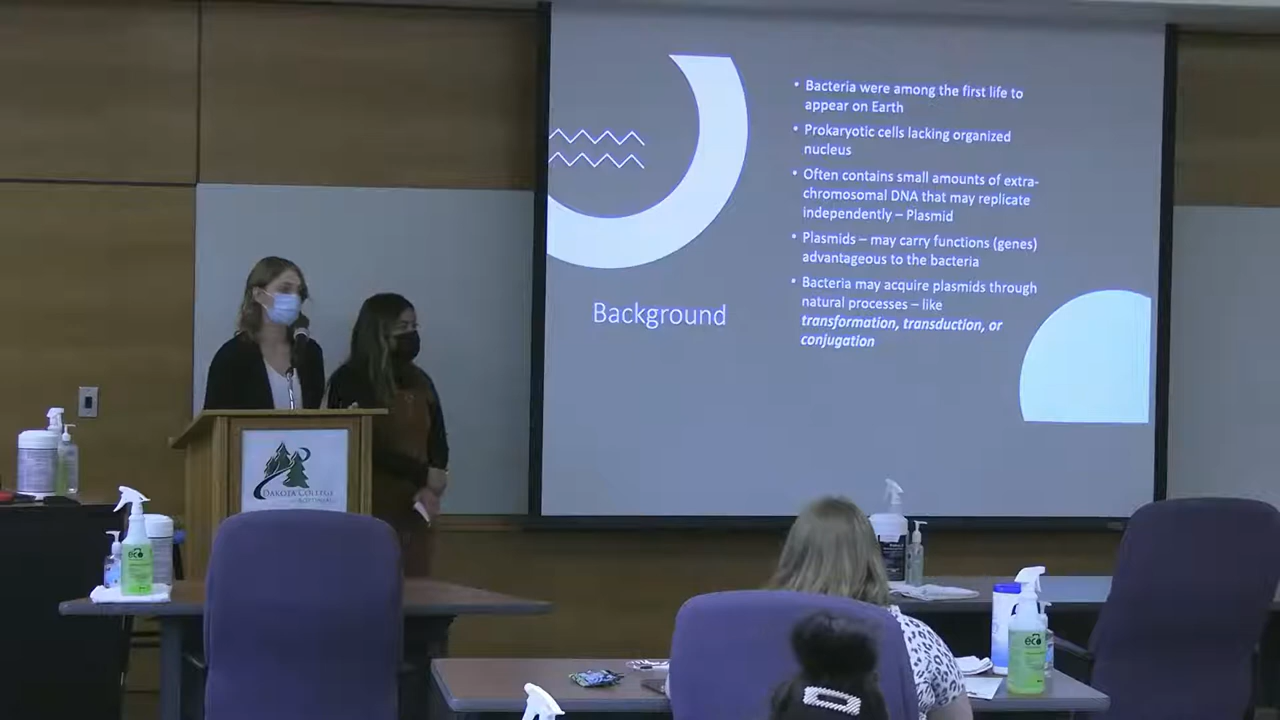 • Bacteria were among the first life to
appear on Earth
• Prokaryotic cells lacking organized
nucleus
• Often contains small amounts of extra-
chromosomal DNA that may replicate
independently – Plasmid
• Plasmids – may carry functions (genes)
advantageous to the bacteria
• Bacteria may acquire plasmids through
natural processes – like
transformation, transduction, or
conjugation
Background
DAKOTA COLLEGE
eco
eco